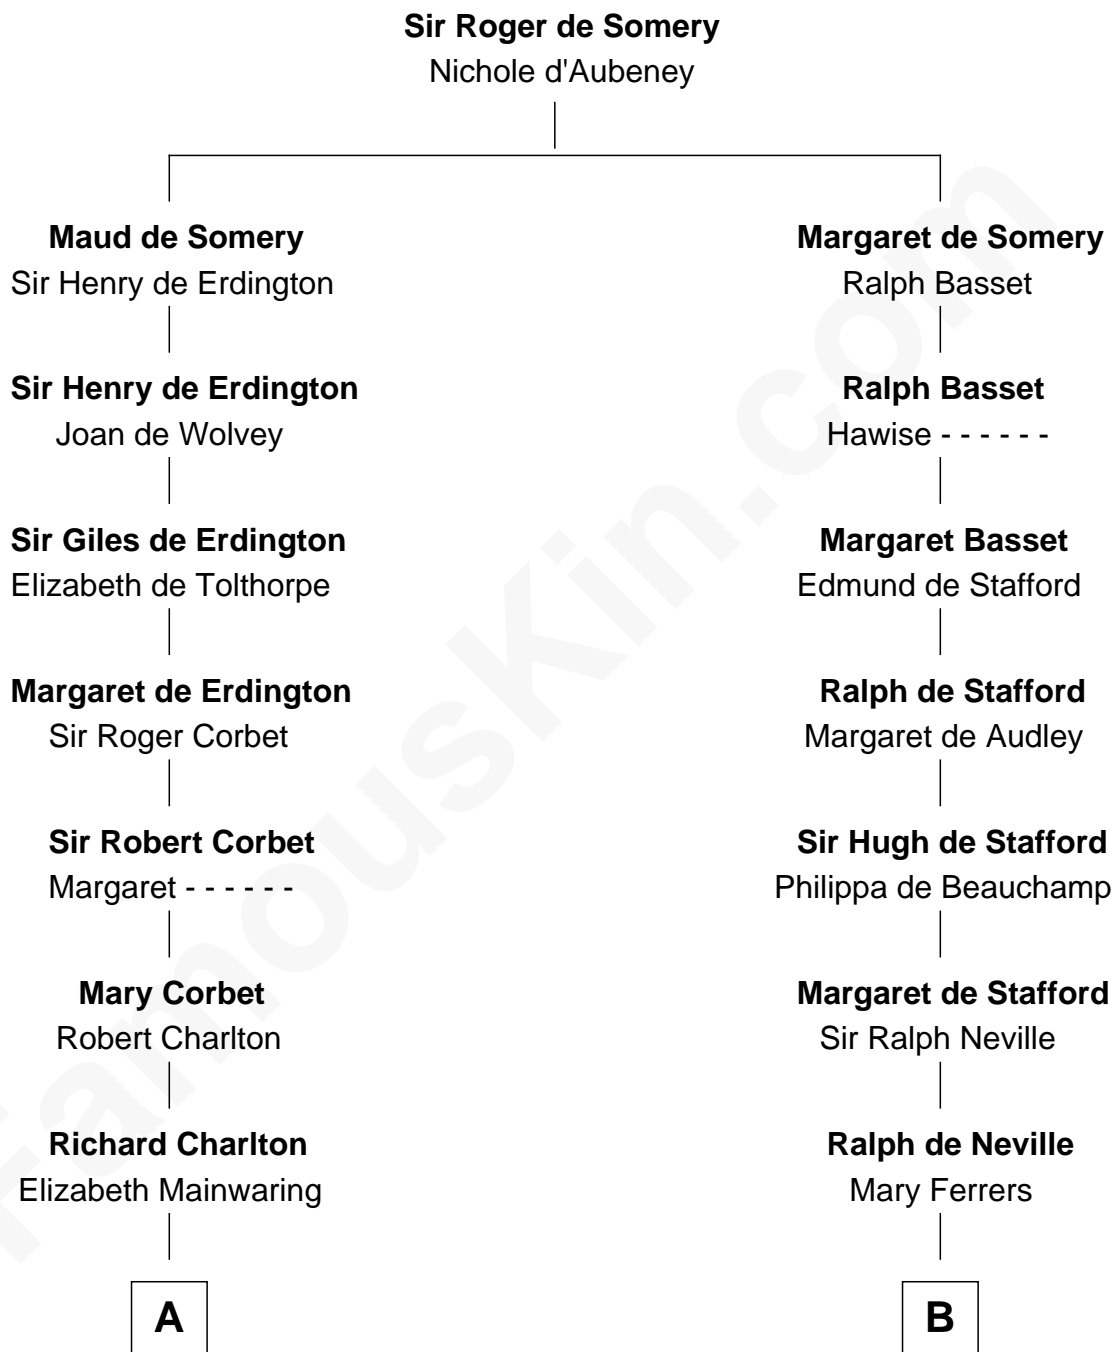 Sir Roger de Somery
Nichole d'Aubeney
Maud de Somery
Sir Henry de Erdington
Sir Henry de Erdington
Joan de Wolvey
Sir Giles de Erdington
Elizabeth de Tolthorpe
Margaret de Erdington
Sir Roger Corbet
Sir Robert Corbet
Margaret - - - - - -
Mary Corbet
Robert Charlton
Richard Charlton
Elizabeth Mainwaring
A
Margaret de Somery
Ralph Basset
Ralph Basset
Hawise - - - - - -
Margaret Basset
Edmund de Stafford
Ralph de Stafford
Margaret de Audley
Sir Hugh de Stafford
Philippa de Beauchamp
Margaret de Stafford
Sir Ralph Neville
Ralph de Neville
Mary Ferrers
B
FamousKin.com